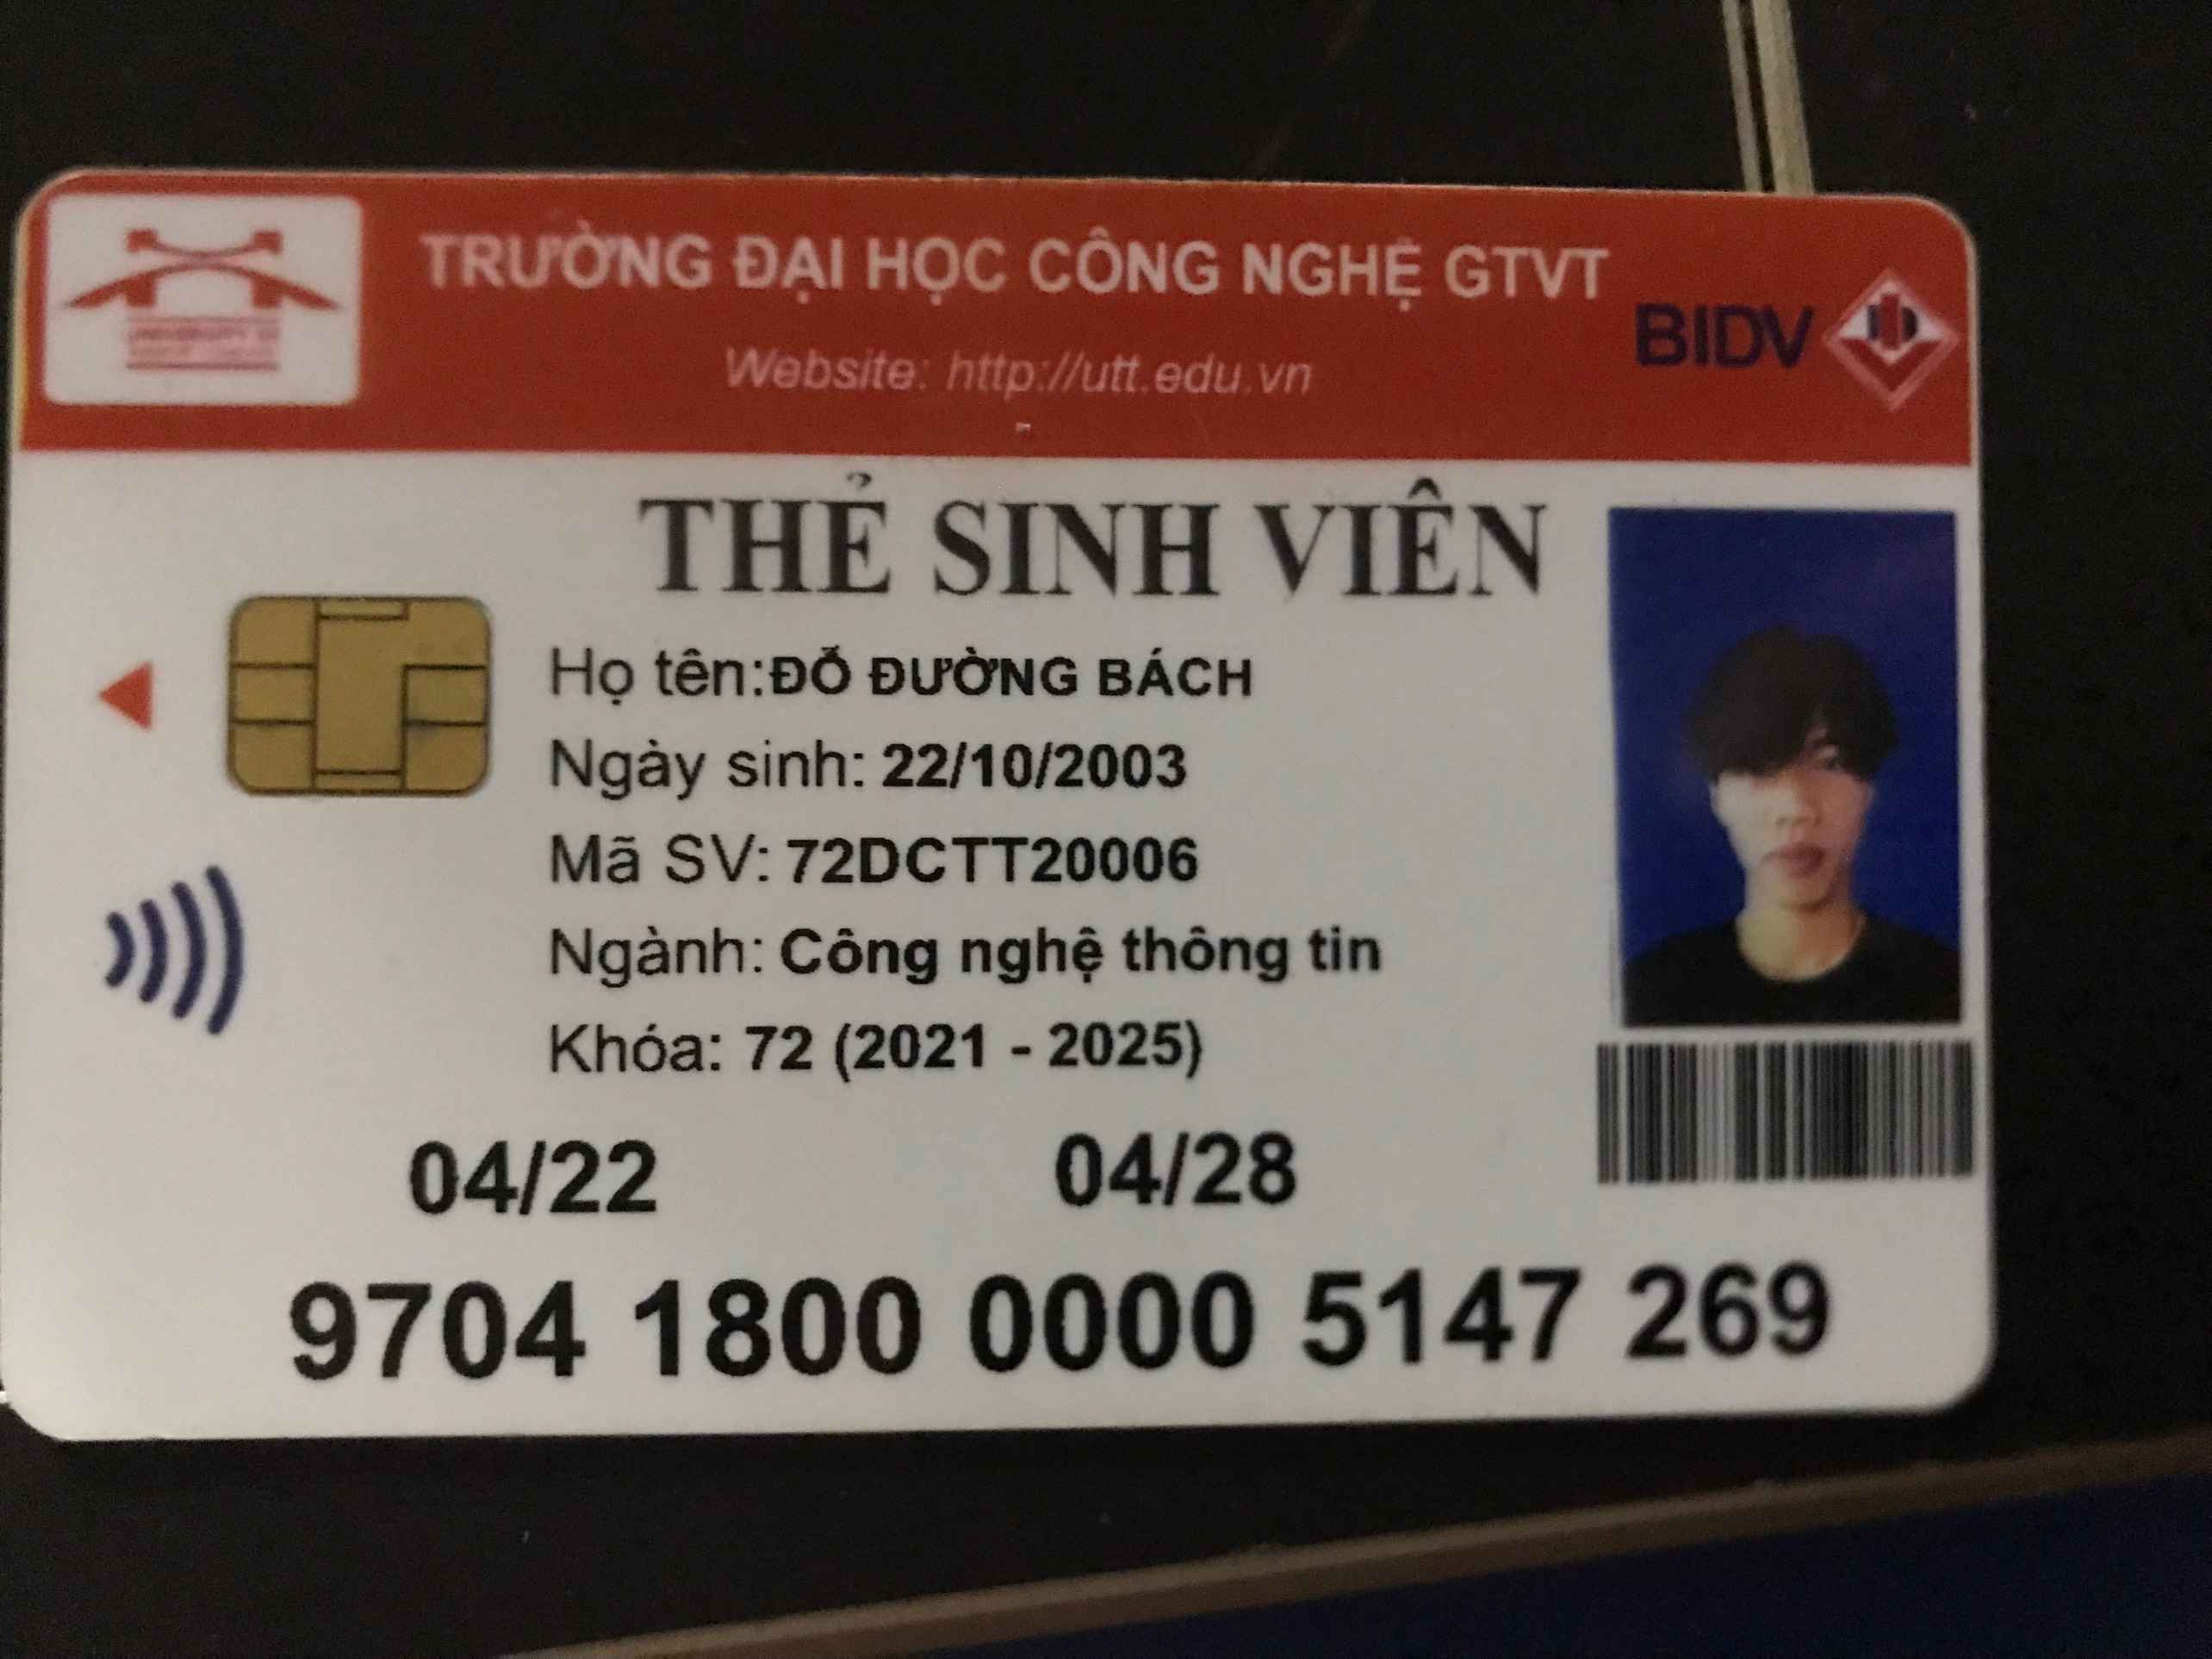 TRƯỜNG ĐẠI HỌC CÔNG NGHỆ GTVT
BIDV
Website: http://utt.edu.vn
THẺ SINH VIÊN
Họ tên:ĐỖ ĐƯỜNG BÁCH
Ngày sinh: 22/10/2003
Mã SV: 72DCTT20006
Ngành: Công nghệ thông tin
Khóa: 72 (2021 - 2025)
04/22 04/28
9704 1800 0000 5147 269